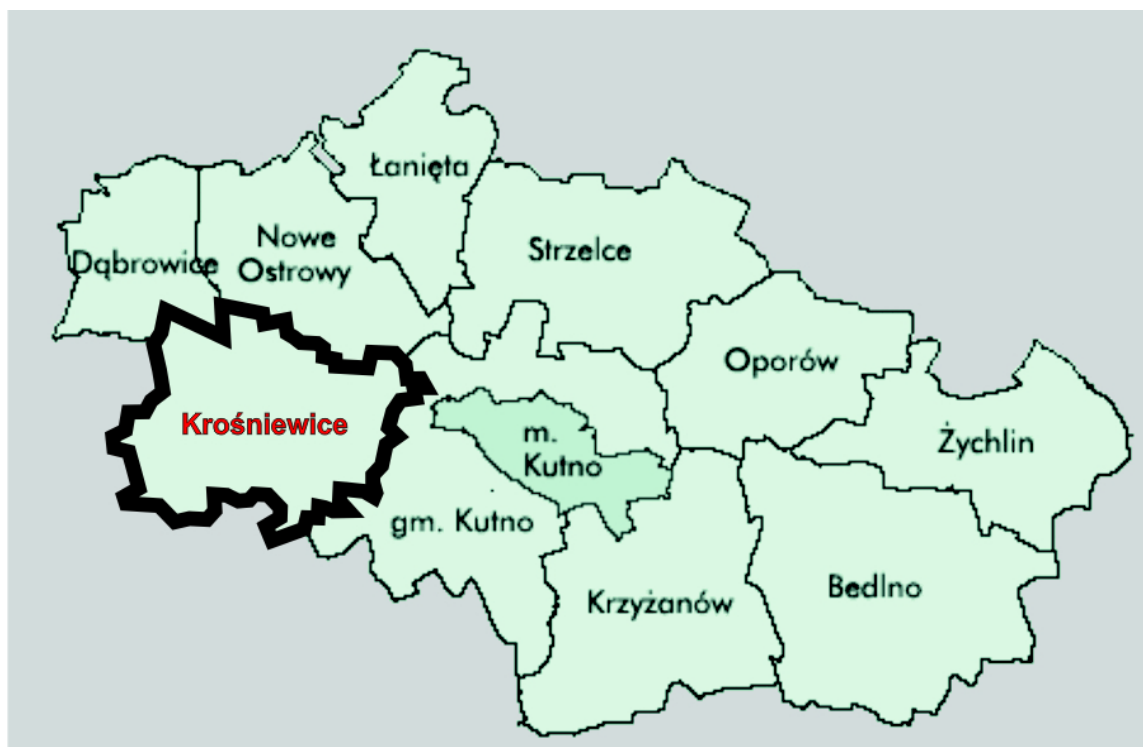 Łanięta
Nowe
Ostrowy
Strzelce
Dąbrowice
Oporów
Krośniewice
m.
Kutno
Żychlin
gm. Kutno
Krzyżanów
Bedlno